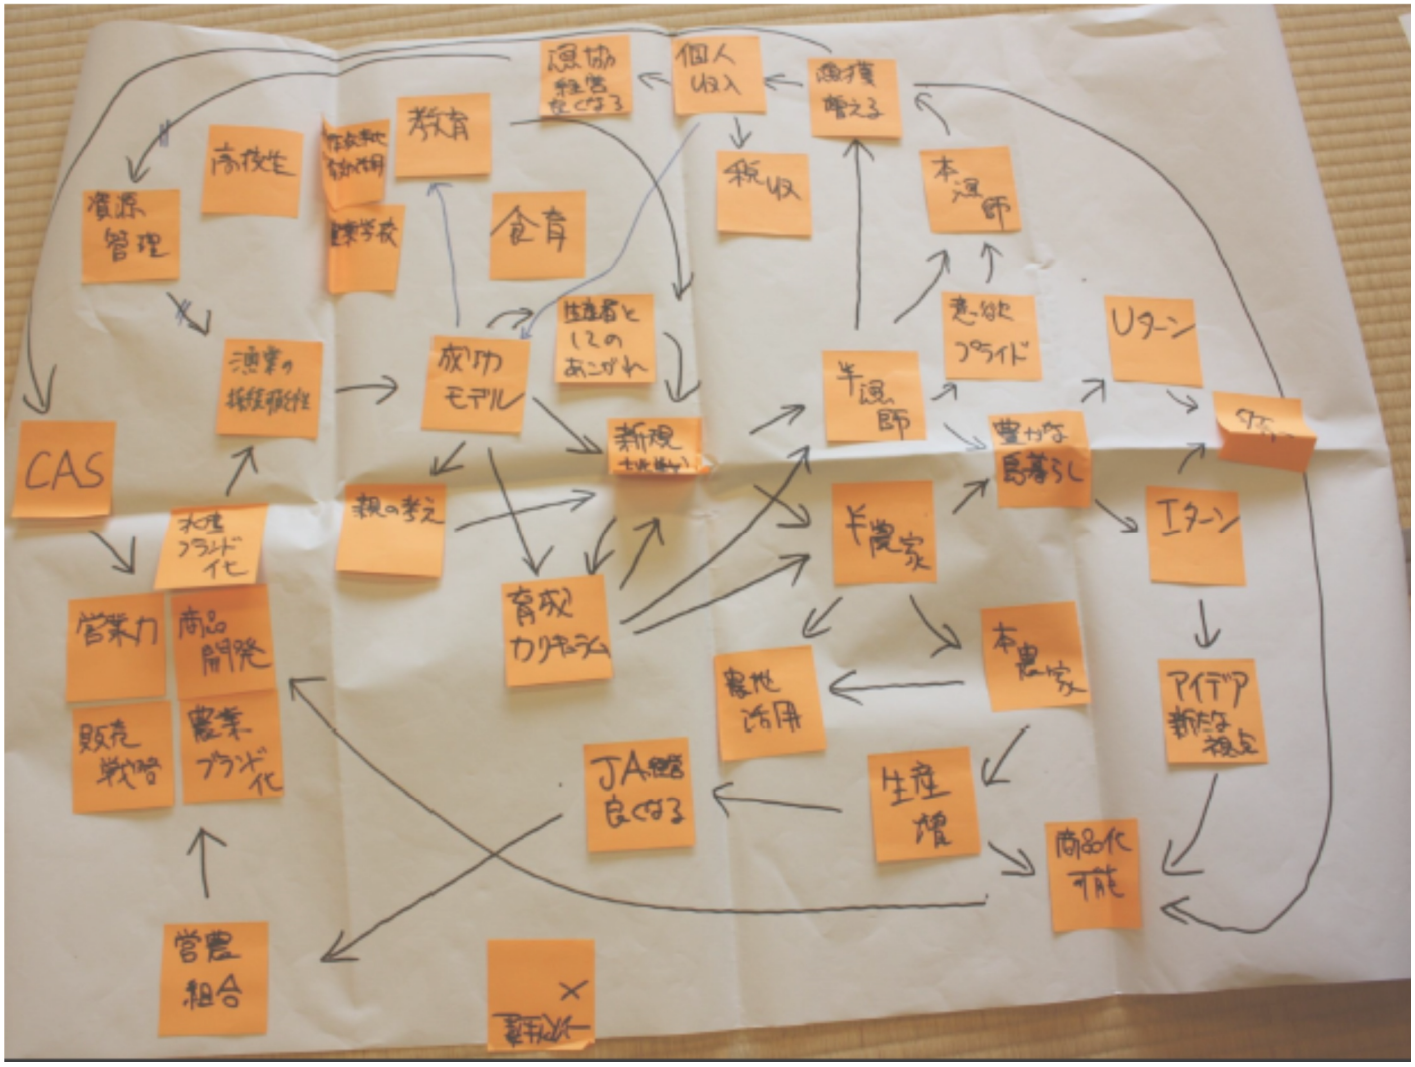 漁協
経営
良くなる
個人
収入
漁獲
増える
教育
高校生
税収
本漁
師
資源
管理
農業学校
食育
生産者と
しての
あこがれ
意欲
プライド
Uターン
漁業の
持続可能性
成功
モデル
半漁
師
新規
豊かな
島暮らし
CAS
親の考え
半農
家
Iターン
水産
ブランド
化
育成
カリキュラム
営業力
商品
開発
本農
家
農地
活用
アイデア
新たな
視点
販売
戦略
農業
ブランド
化
JA経営
良くなる
生産
増
商品化
可能
営農
組合
×